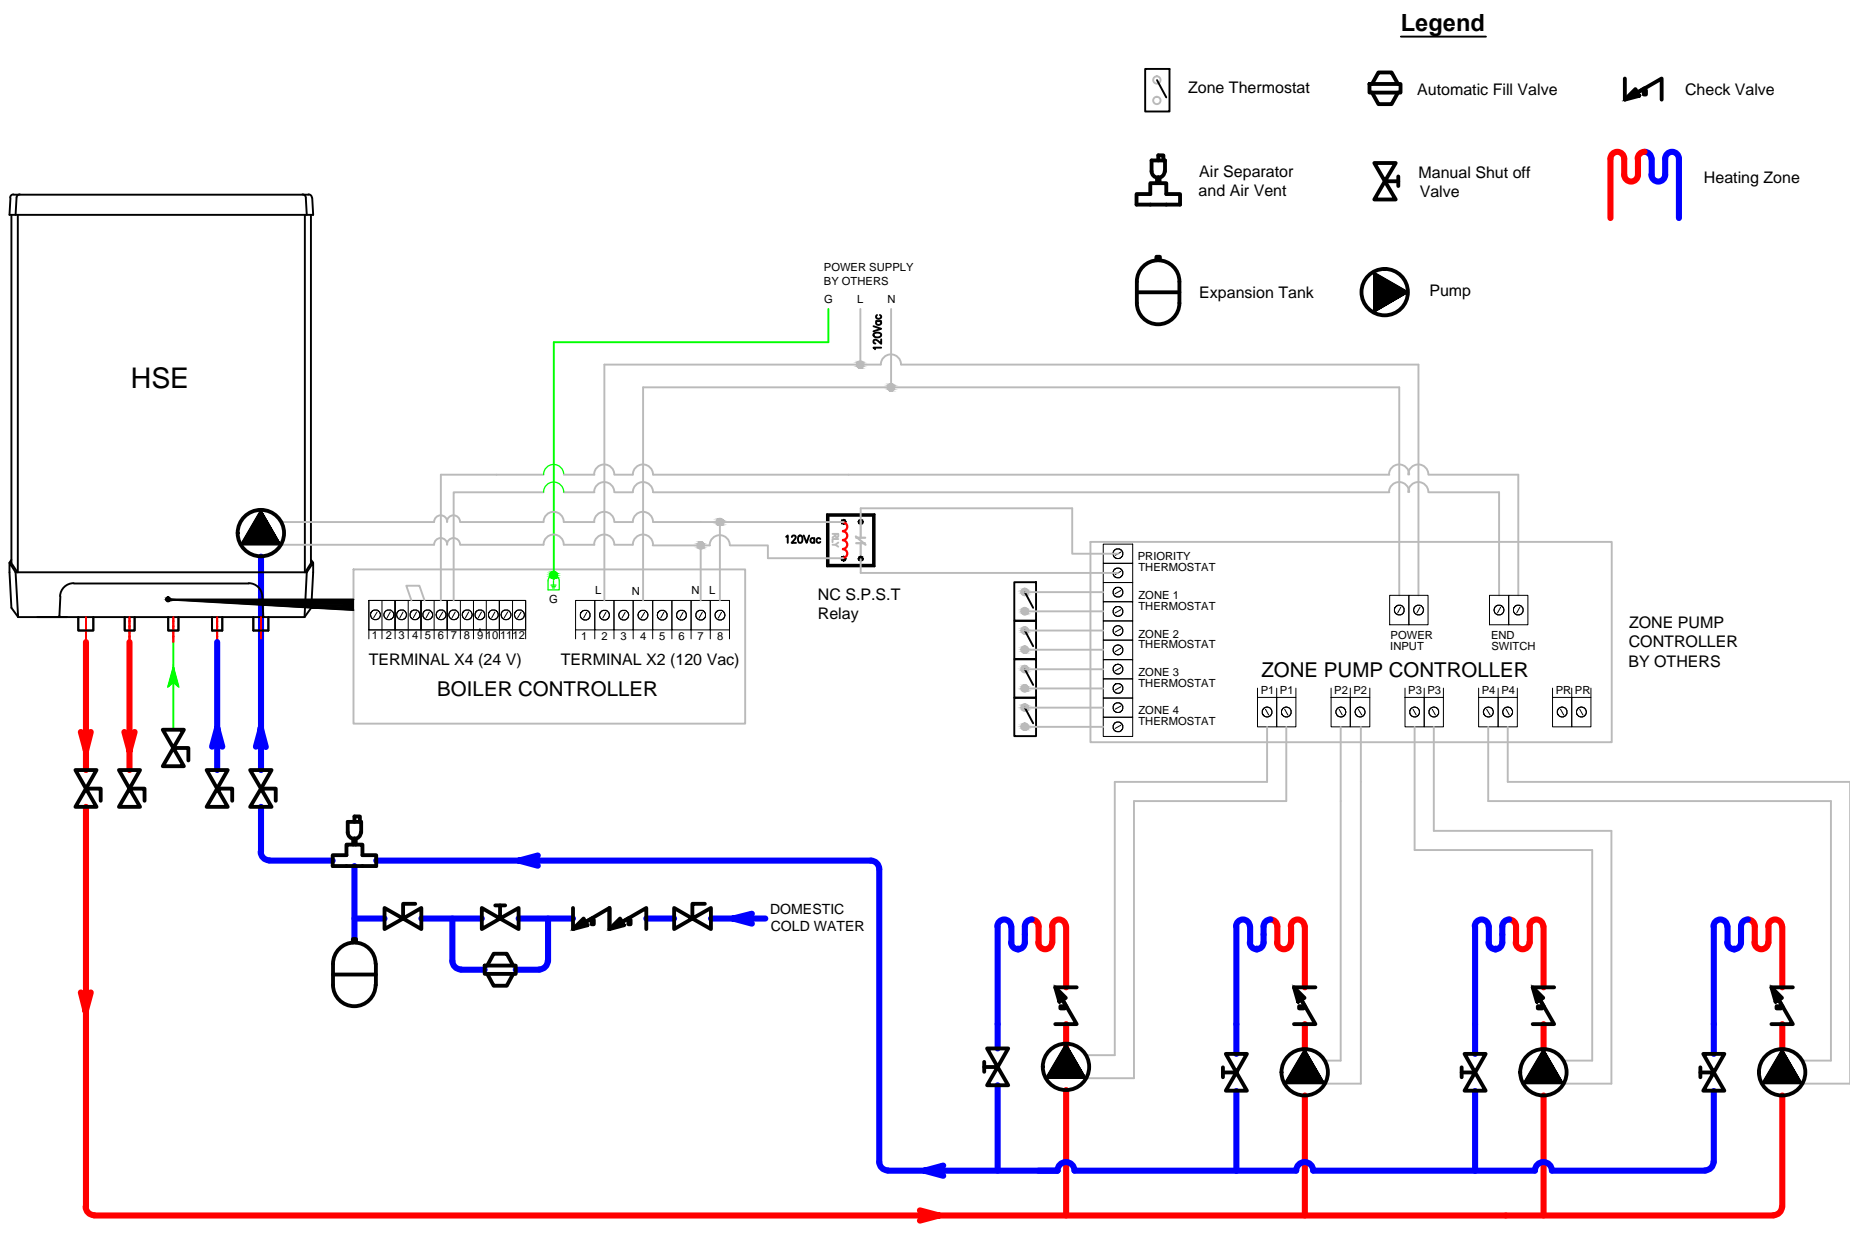 Legend
Zone Thermostat
Automatic Fill Valve
Check Valve
Air Separator
and Air Vent
Manual Shut off
Valve
Heating Zone
Expansion Tank
Pump
POWER SUPPLY
BY OTHERS
G L N
120Vac
HSE
120Vac
RLY
NC S.P.S.T
Relay
G
L N N L
1 2 3 4 5 6 7 8 9 10 11 12
1 2 3 4 5 6 7 8
TERMINAL X4 (24 V)
TERMINAL X2 (120 Vac)
BOILER CONTROLLER
PRIORITY
THERMOSTAT
ZONE 1
THERMOSTAT
ZONE 2
THERMOSTAT
ZONE 3
THERMOSTAT
ZONE 4
THERMOSTAT
POWER
INPUT
END
SWITCH
ZONE PUMP CONTROLLER
P1 P1 P2 P2 P3 P3 P4 P4 PR PR
ZONE PUMP
CONTROLLER
BY OTHERS
DOMESTIC
COLD WATER